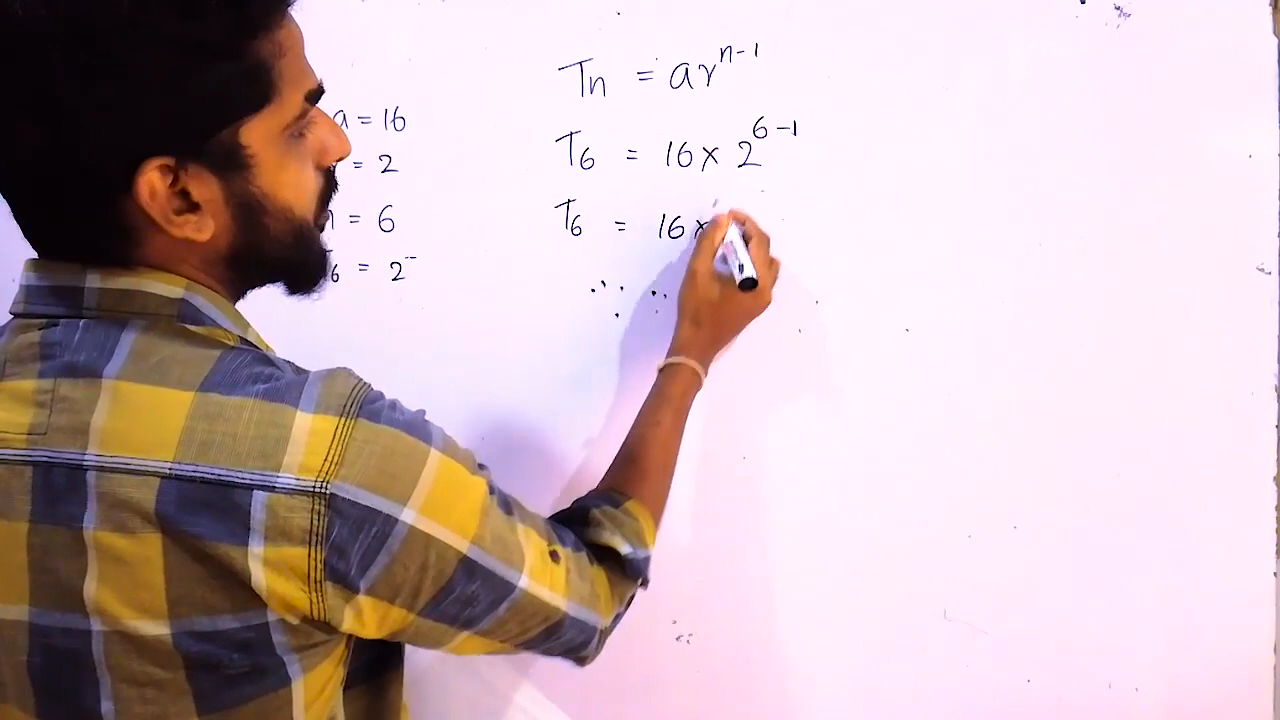 a = 16
= 2
= 6
6 = 2
Tn = ar^n-1
T6 = 16 x 2^6-1
T6 = 16 x